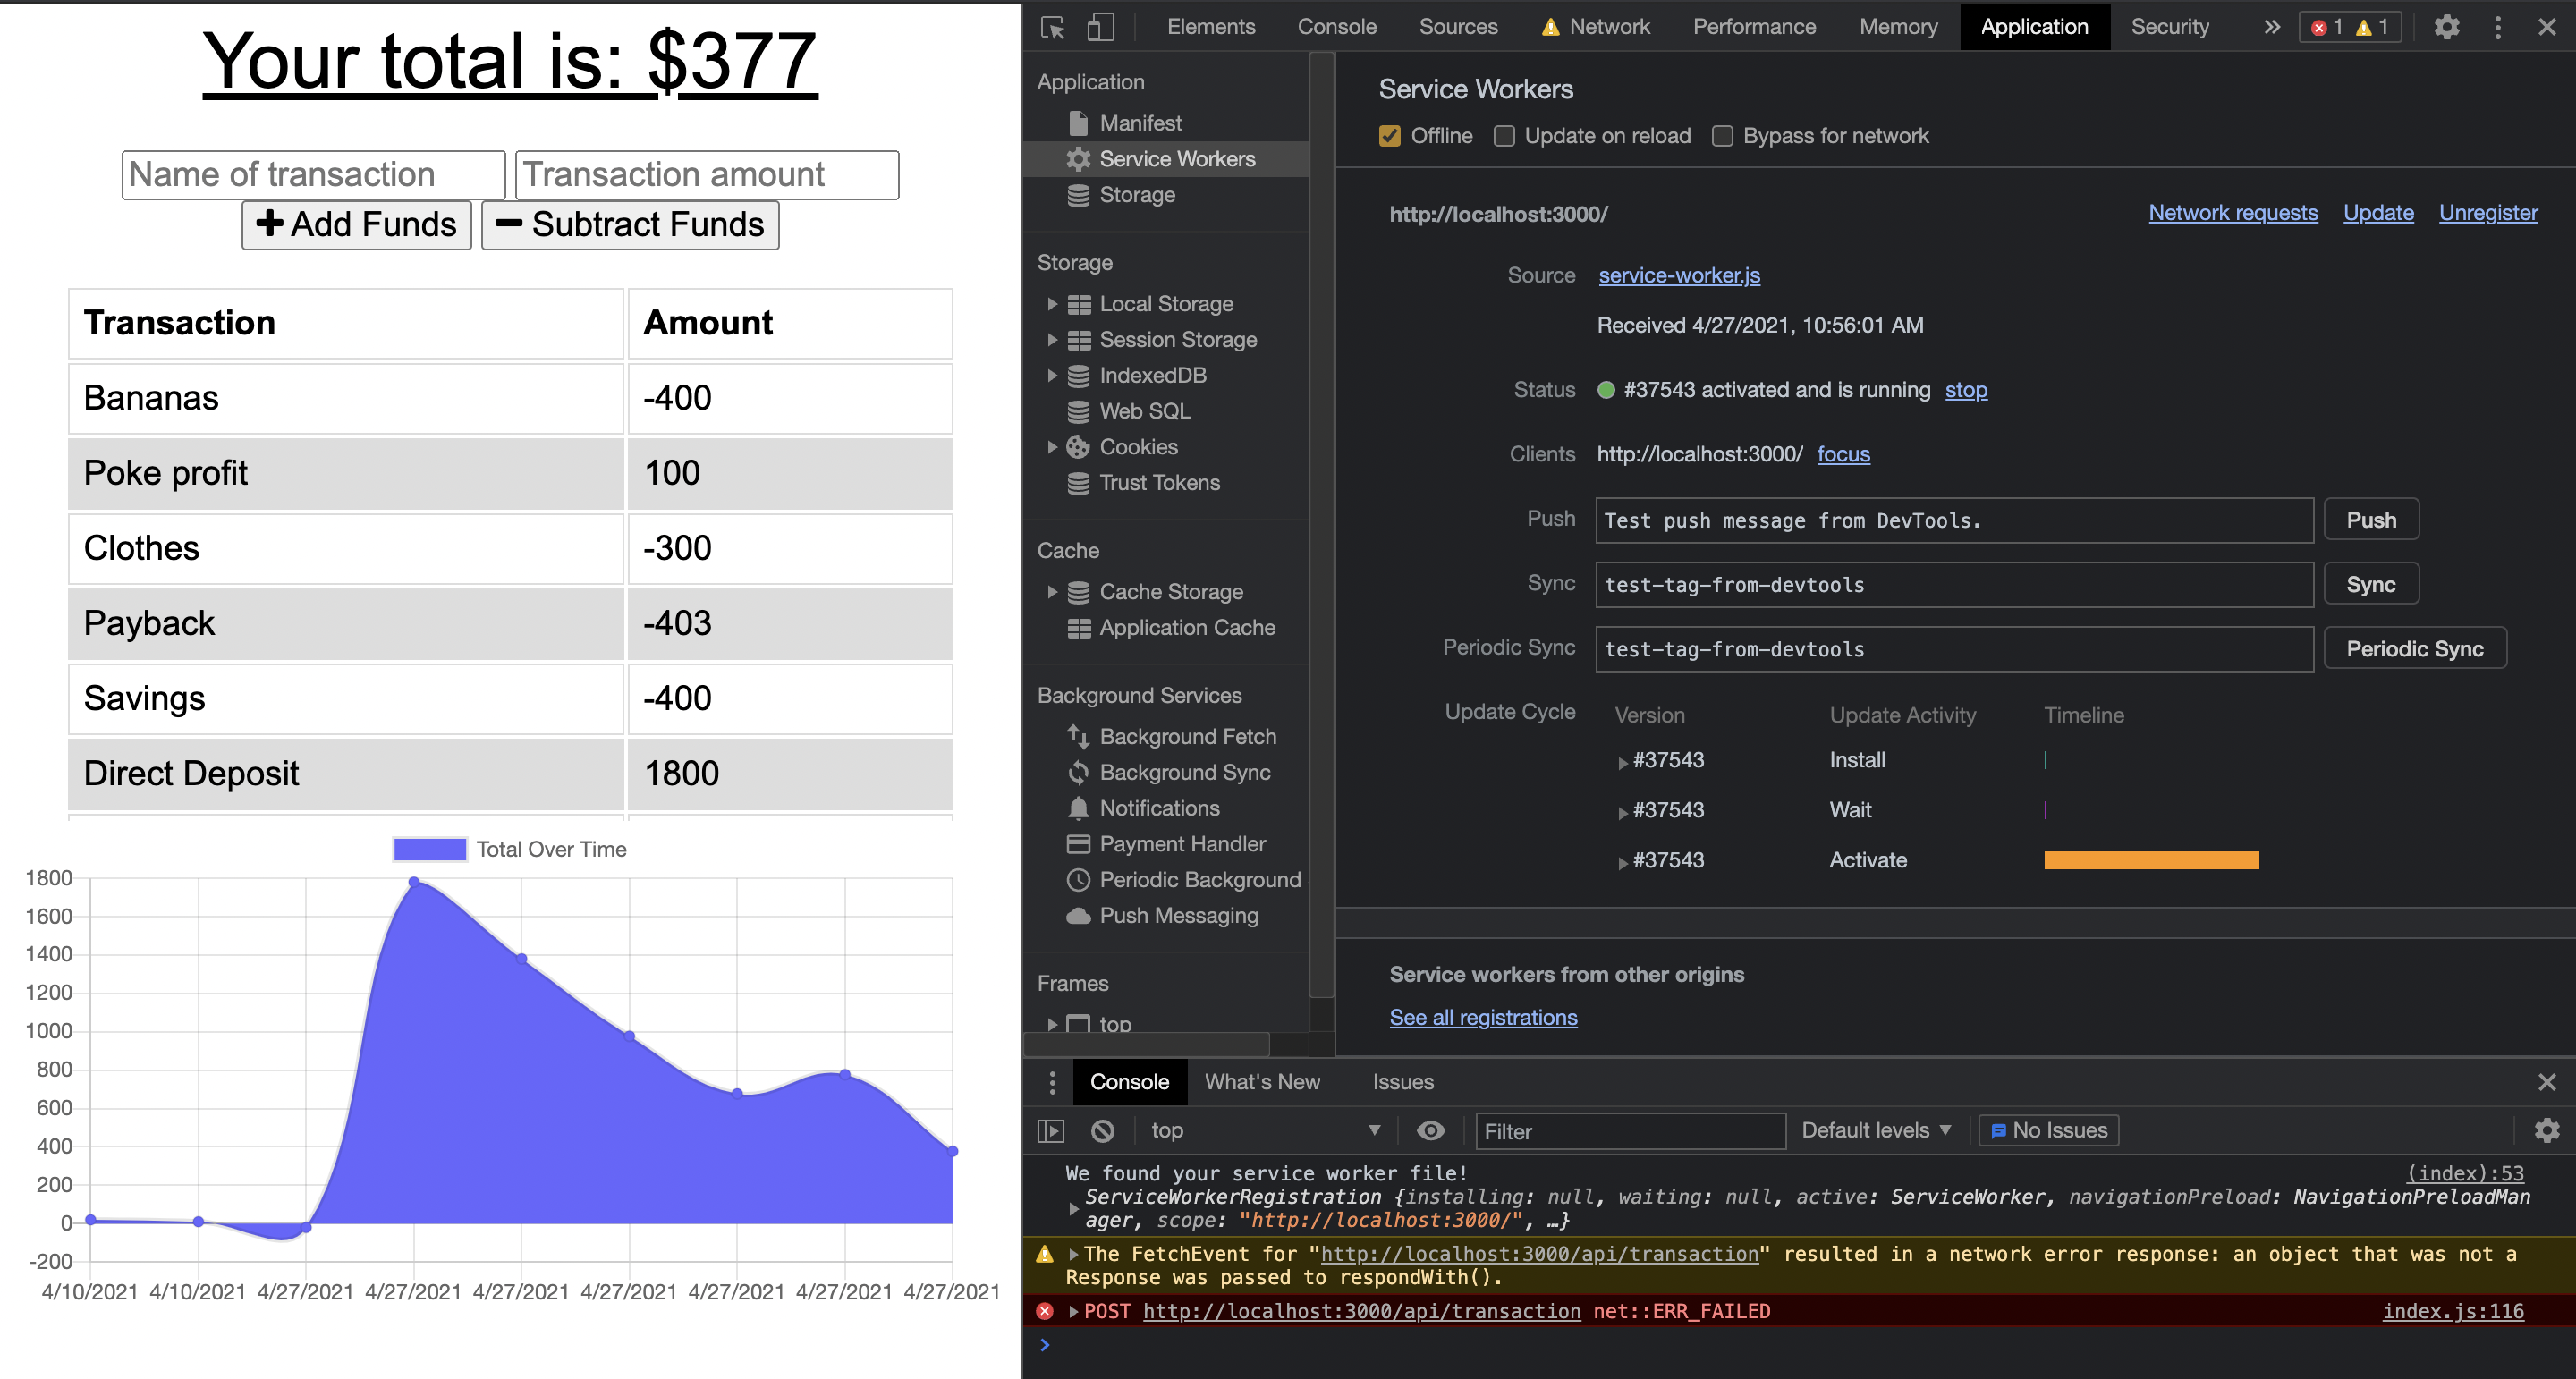 Your total is: $377
Name of transaction Transaction amount
Add Funds Subtract Funds
Transaction Amount
Bananas -400
Poke profit 100
Clothes -300
Payback -403
Savings -400
Direct Deposit 1800
Total Over Time
1800
1600
1400
1200
1000
800
600
400
200
0
-200
4/10/2021 4/10/2021 4/27/2021 4/27/2021 4/27/2021 4/27/2021 4/27/2021 4/27/2021 4/27/2021
Elements Console Sources Network Performance Memory Application Security » 1 1
Application
Manifest
Service Workers
Storage
Storage
Local Storage
Session Storage
IndexedDB
Web SQL
Cookies
Trust Tokens
Cache
Cache Storage
Application Cache
Background Services
Background Fetch
Background Sync
Notifications
Payment Handler
Periodic Background
Push Messaging
Frames
top
Service Workers
Offline Update on reload Bypass for network
http://localhost:3000/ Network requests Update Unregister
Source service-worker.js
Received 4/27/2021, 10:56:01 AM
Status #37543 activated and is running stop
Clients http://localhost:3000/ focus
Push Test push message from DevTools. Push
Sync test-tag-from-devtools Sync
Periodic Sync test-tag-from-devtools Periodic Sync
Update Cycle Version Update Activity Timeline
#37543 Install
#37543 Wait
#37543 Activate
Service workers from other origins
See all registrations
Console What's New Issues
top Filter Default levels No Issues
We found your service worker file! (index):53
ServiceWorkerRegistration {installing: null, waiting: null, active: ServiceWorker, navigationPreload: NavigationPreloadMan
ager, scope: "http://localhost:3000/", …}
The FetchEvent for "http://localhost:3000/api/transaction" resulted in a network error response: an object that was not a
Response was passed to respondWith().
POST http://localhost:3000/api/transaction net::ERR_FAILED index.js:116